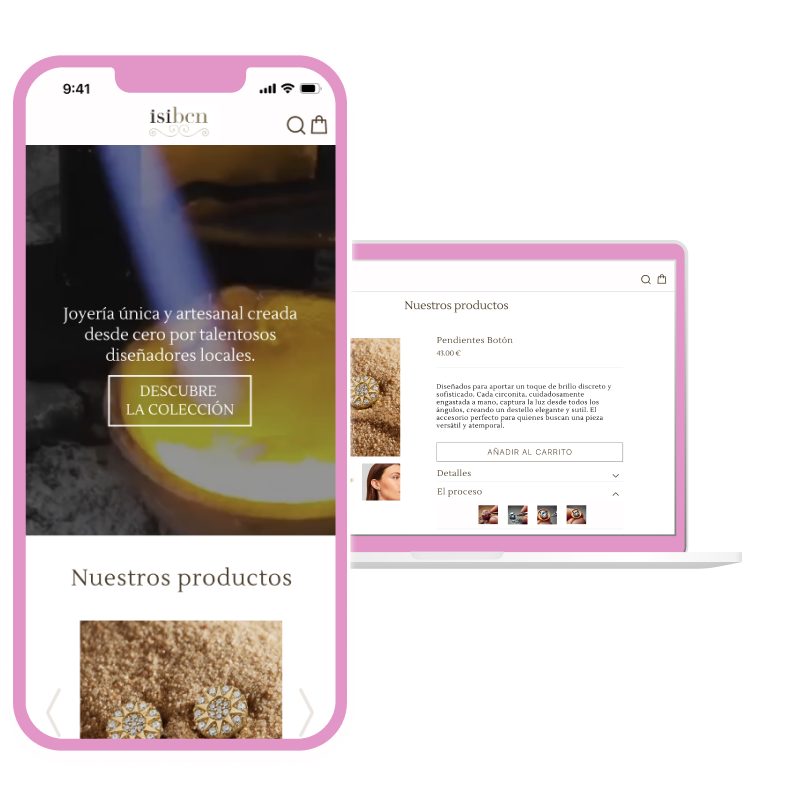 9:41
isibcn
Joyería única y artesanal creada
desde cero por talentosos
diseñadores locales.
DESCUBRE
LA COLECCIÓN
Nuestros productos
Nuestros productos
Pendientes Botón
43.00 €
Diseñados para aportar un toque de brillo discreto y
sofisticado. Cada circonita, cuidadosamente
engastada a mano, captura la luz desde todos los
ángulos, creando un destello elegante y sutil. El
accesorio perfecto para quienes buscan una pieza
versátil y atemporal.
AÑADIR AL CARRITO
Detalles
El proceso